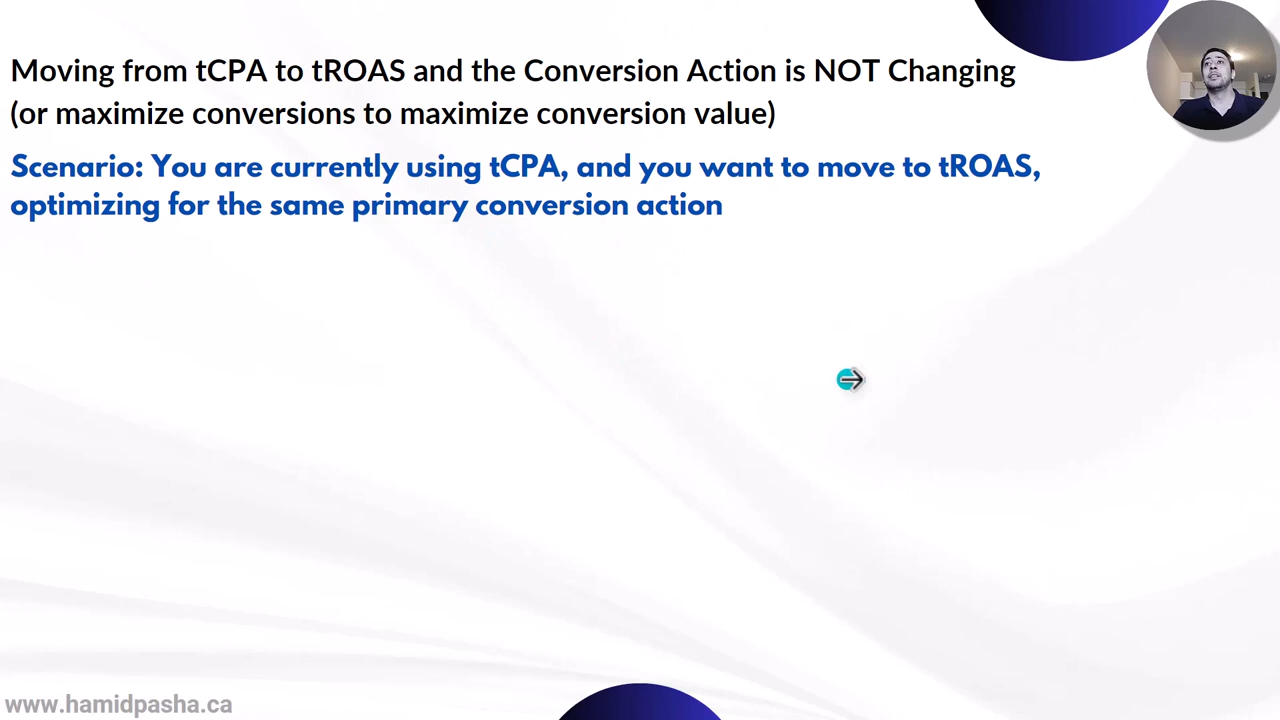 Moving from tCPA to tROAS and the Conversion Action is NOT Changing
(or maximize conversions to maximize conversion value)
Scenario: You are currently using tCPA, and you want to move to tROAS,
optimizing for the same primary conversion action
www.hamidpasha.ca